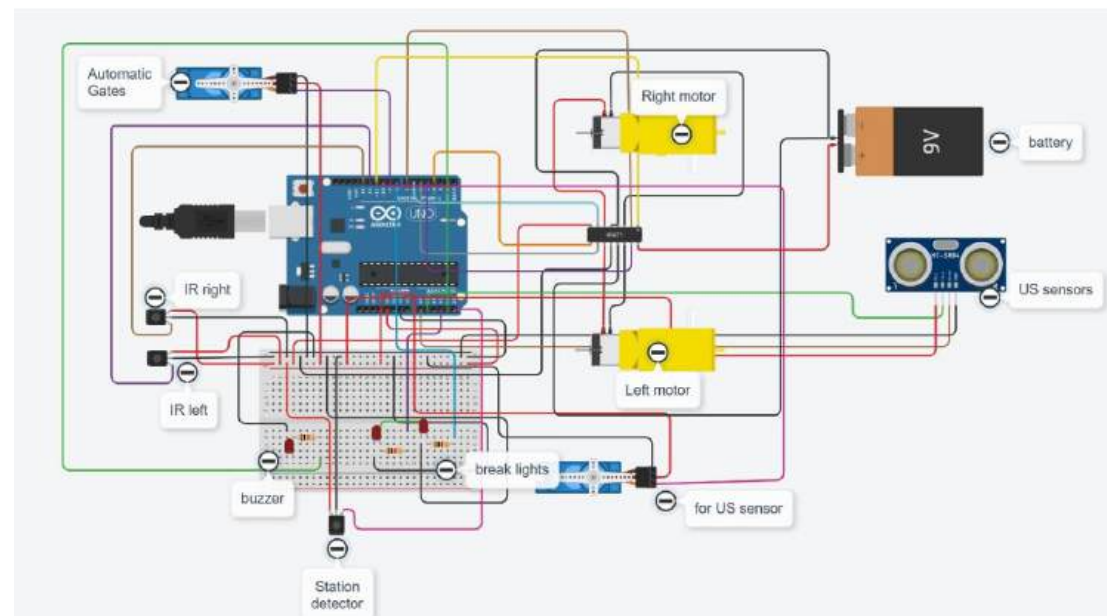 Automatic
Gates
Right motor
9V
battery
UNO
ARDUINO
US sensors
IR right
IR left
Left motor
break lights
buzzer
for US sensor
Station
detector